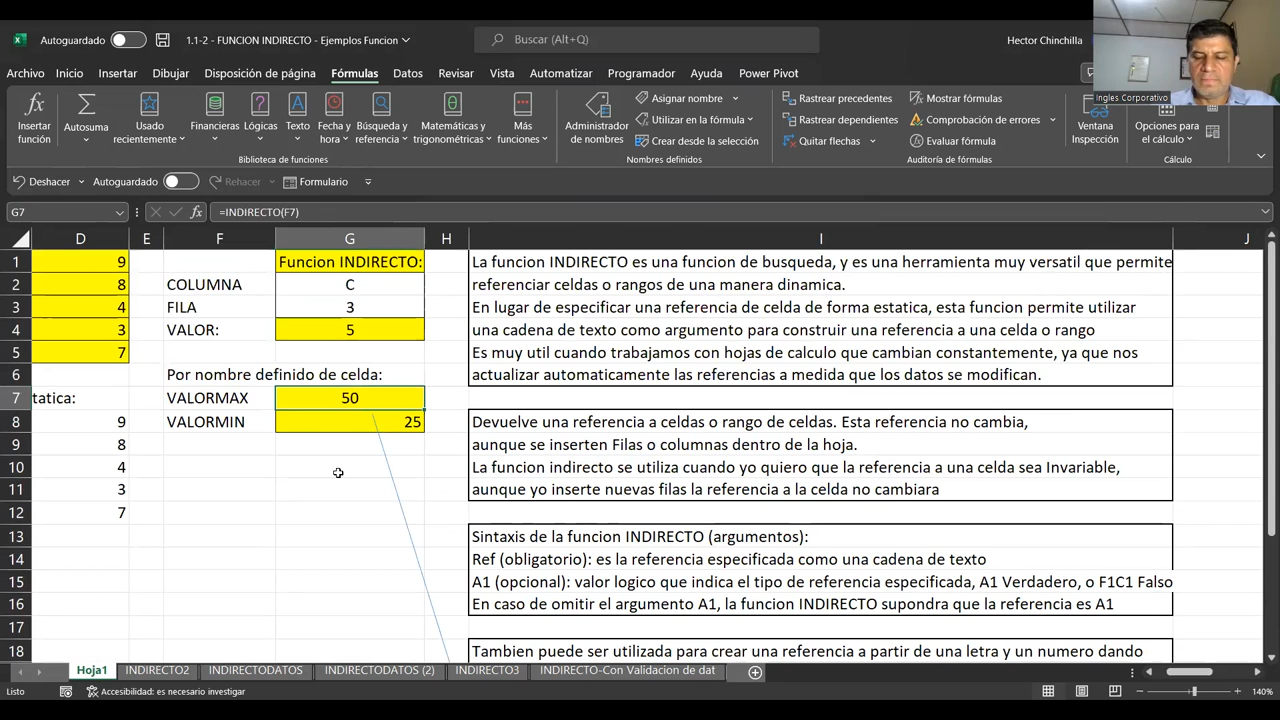 Autoguardado
1.1-2 - FUNCION INDIRECTO - Ejemplos Funcion
Buscar (Alt+Q)
Hector Chinchilla
Ingles Corporativo
Archivo Inicio Insertar Dibujar Disposición de página Fórmulas Datos Revisar Vista Automatizar Programador Ayuda Power Pivot
Insertar función
Autosuma
Usado recientemente
Financieras
Lógicas
Texto
Fecha y hora
Búsqueda y referencia
Matemáticas y trigonométricas
Más funciones
Biblioteca de funciones
Administrador de nombres
Asignar nombre
Utilizar en la fórmula
Crear desde la selección
Nombres definidos
Rastrear precedentes
Rastrear dependientes
Quitar flechas
Mostrar fórmulas
Comprobación de errores
Evaluar fórmula
Auditoría de fórmulas
Ventana Inspección
Opciones para el cálculo
Cálculo
Deshacer Autoguardado Rehacer Formulario
G7 fx =INDIRECTO(F7)
D E F G H I J
1 9 Funcion INDIRECTO: La funcion INDIRECTO es una funcion de busqueda, y es una herramienta muy versatil que permite
2 8 COLUMNA C referenciar celdas o rangos de una manera dinamica.
3 4 FILA 3 En lugar de especificar una referencia de celda de forma estatica, esta funcion permite utilizar
4 3 VALOR: 5 una cadena de texto como argumento para construir una referencia a una celda o rango
5 7 Es muy util cuando trabajamos con hojas de calculo que cambian constantemente, ya que nos
6 Por nombre definido de celda: actualizar automaticamente las referencias a medida que los datos se modifican.
7 tatica: VALORMAX 50
8 9 VALORMIN 25 Devuelve una referencia a celdas o rango de celdas. Esta referencia no cambia,
9 8 aunque se inserten Filas o columnas dentro de la hoja.
10 4 La funcion indirecto se utiliza cuando yo quiero que la referencia a una celda sea Invariable,
11 3 aunque yo inserte nuevas filas la referencia a la celda no cambiara
12 7
13 Sintaxis de la funcion INDIRECTO (argumentos):
14 Ref (obligatorio): es la referencia especificada como una cadena de texto
15 A1 (opcional): valor logico que indica el tipo de referencia especificada, A1 Verdadero, o F1C1 Falso
16 En caso de omitir el argumento A1, la funcion INDIRECTO supondra que la referencia es A1
17
18 Tambien puede ser utilizada para crear una referencia a partir de una letra y un numero dando
Hoja1 INDIRECTO2 INDIRECTODATOS INDIRECTODATOS (2) INDIRECTO3 INDIRECTO-Con Validacion de dat
Listo Accesibilidad: es necesario investigar 140%